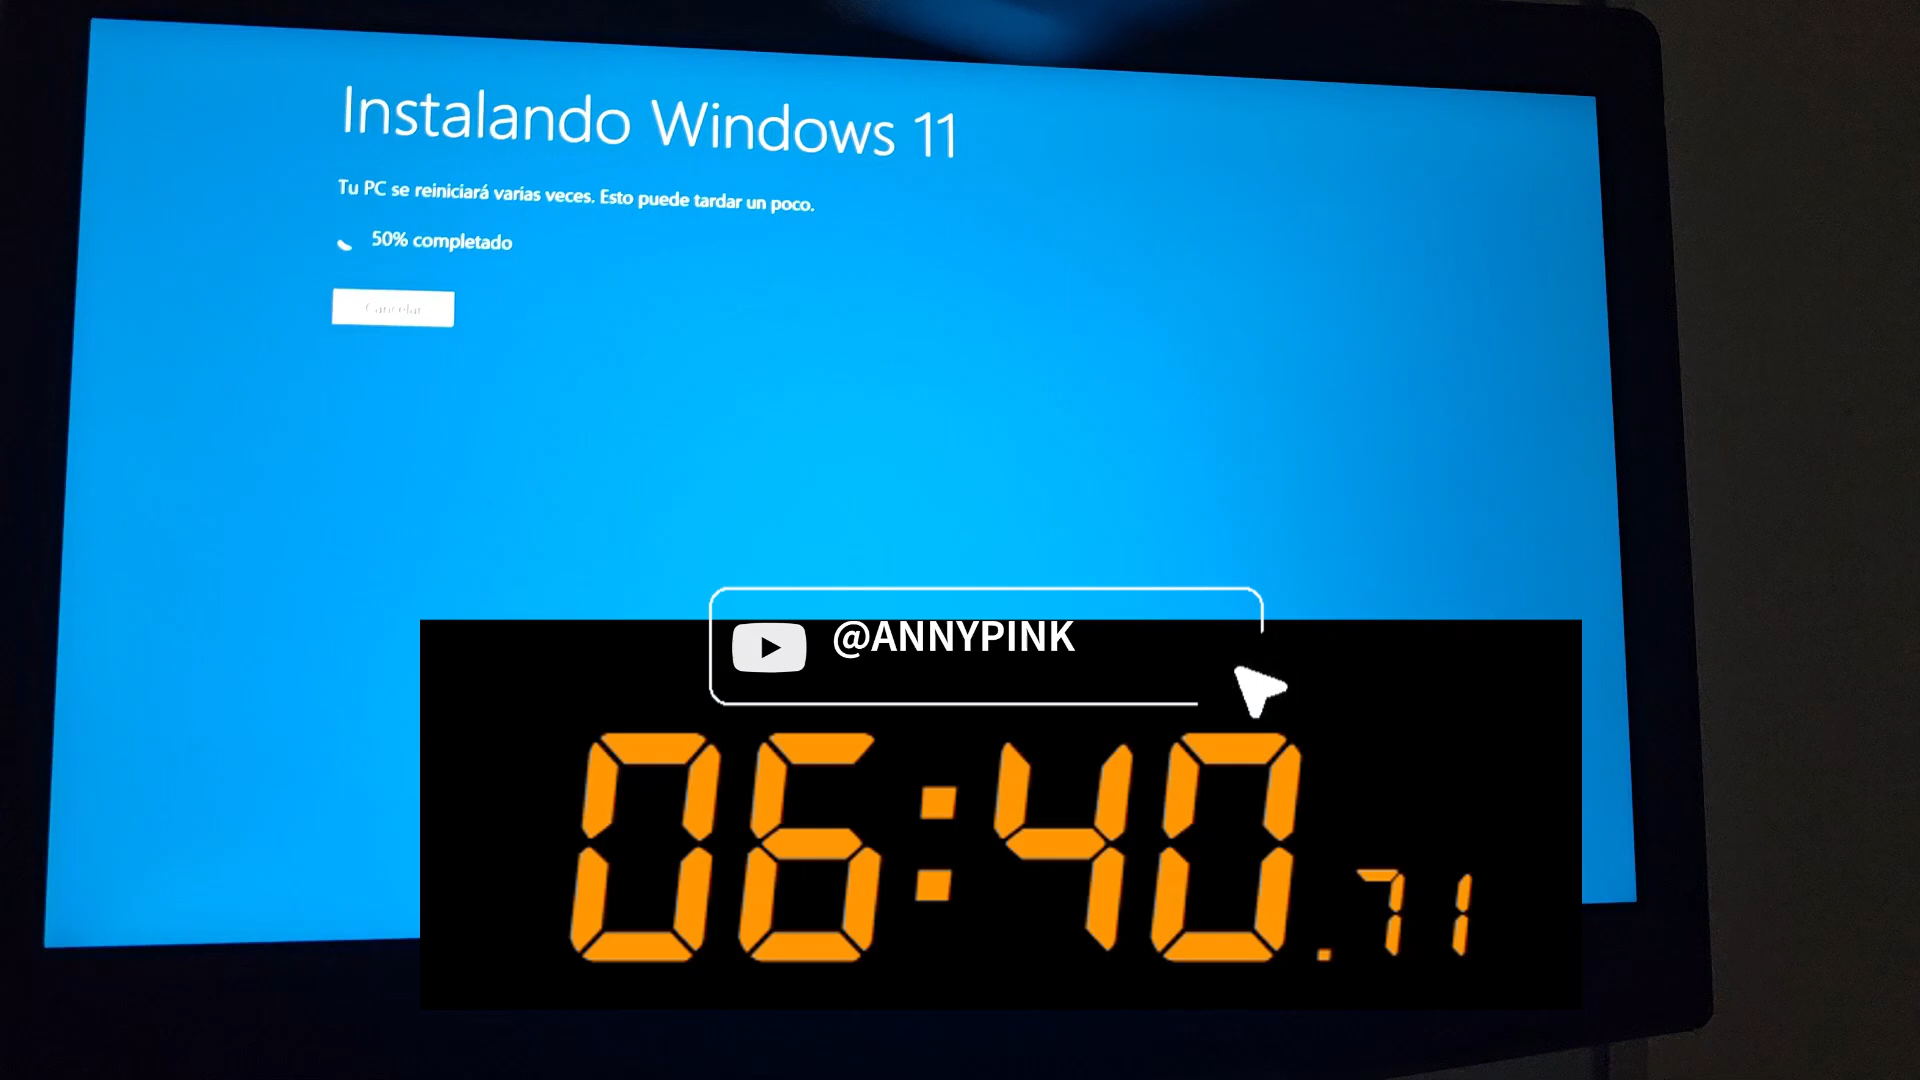 Instalando Windows 11
Tu PC se reiniciará varias veces. Esto puede tardar un poco.
50% completado
Cancelar
@ANNYPINK
06:40.71